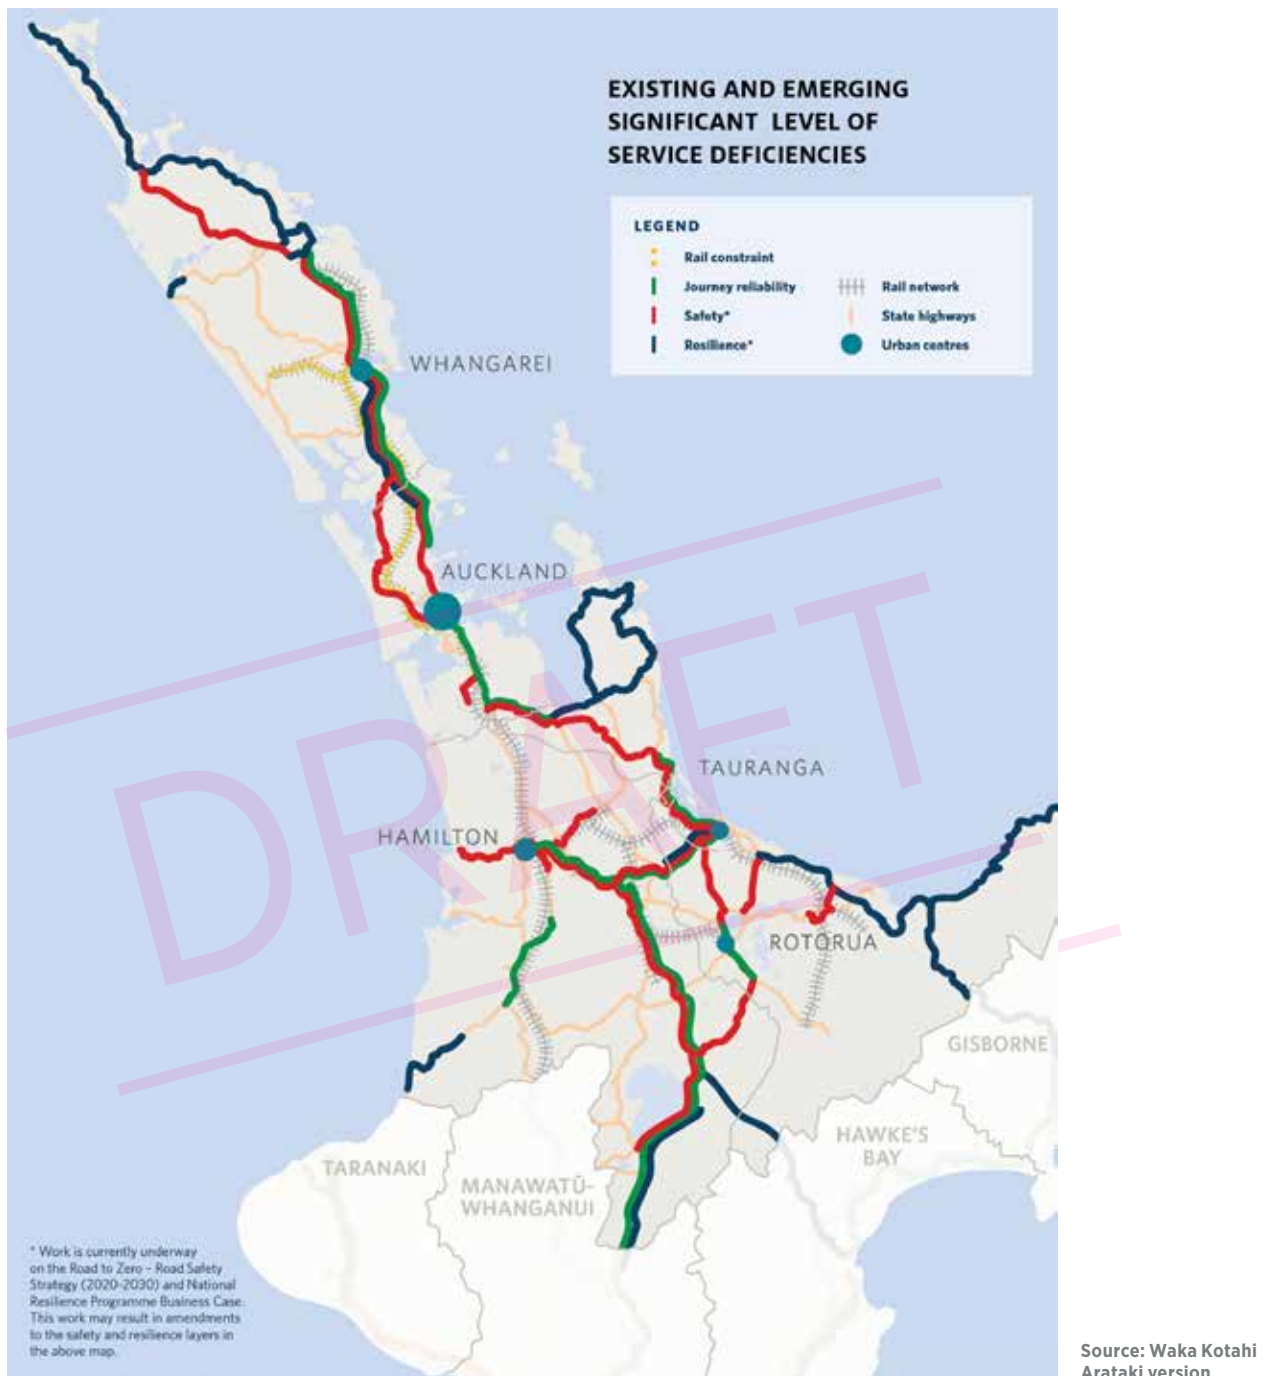 EXISTING AND EMERGING
SIGNIFICANT LEVEL OF
SERVICE DEFICIENCIES
LEGEND
Rail constraint
Journey reliability
Safety*
Resilience*
Rail network
State highways
Urban centres
WHANGAREI
AUCKLAND
TAURANGA
HAMILTON
ROTORUA
GISBORNE
HAWKE'S
BAY
TARANAKI
MANAWATŪ-
WHANGANUI
DRAFT
* Work is currently underway
on the Road to Zero – Road Safety
Strategy (2020-2030) and National
Resilience Programme Business Case.
This work may result in amendments
to the safety and resilience layers in
the above map.
Source: Waka Kotahi
Arataki version